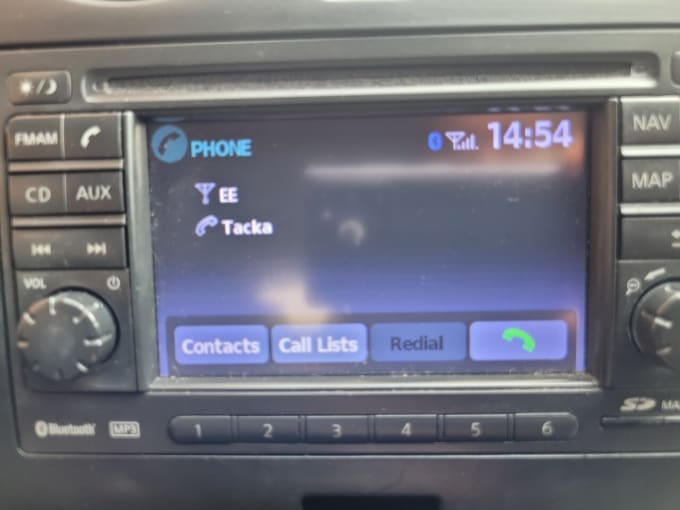 FM·AM
CD AUX
VOL
PHONE
14:54
EE
Tacka
Contacts Call Lists Redial
NAV
MAP
Bluetooth MP3
1 2 3 4 5 6